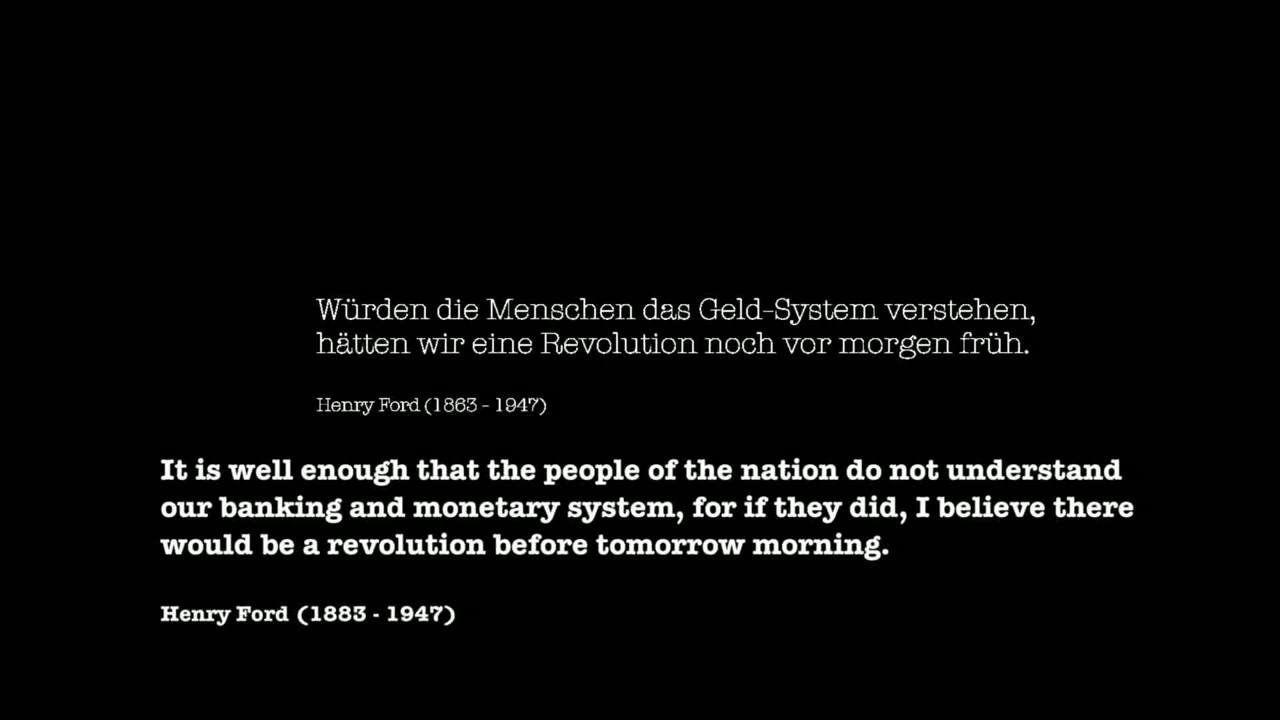 Würden die Menschen das Geld-System verstehen,
hätten wir eine Revolution noch vor morgen früh.
Henry Ford (1863 - 1947)
It is well enough that the people of the nation do not understand
our banking and monetary system, for if they did, I believe there
would be a revolution before tomorrow morning.
Henry Ford (1883 - 1947)